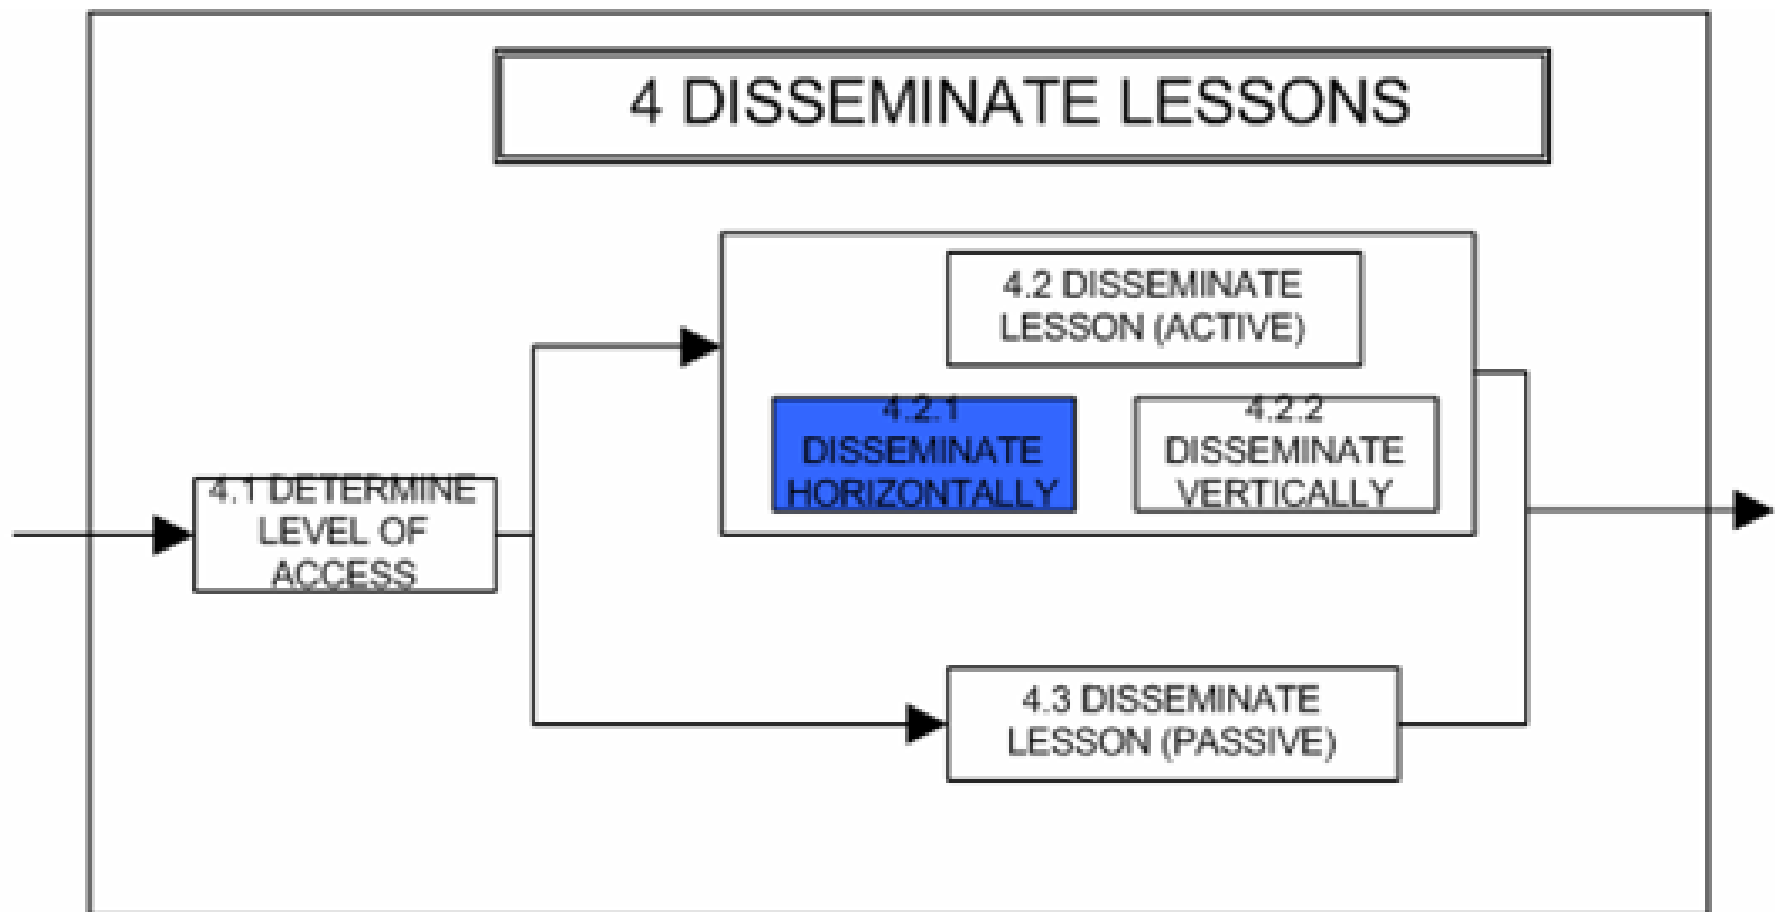 4 DISSEMINATE LESSONS
4.2 DISSEMINATE
LESSON (ACTIVE)
4.2.1
DISSEMINATE
HORIZONTALLY
4.2.2
DISSEMINATE
VERTICALLY
4.1 DETERMINE
LEVEL OF
ACCESS
4.3 DISSEMINATE
LESSON (PASSIVE)